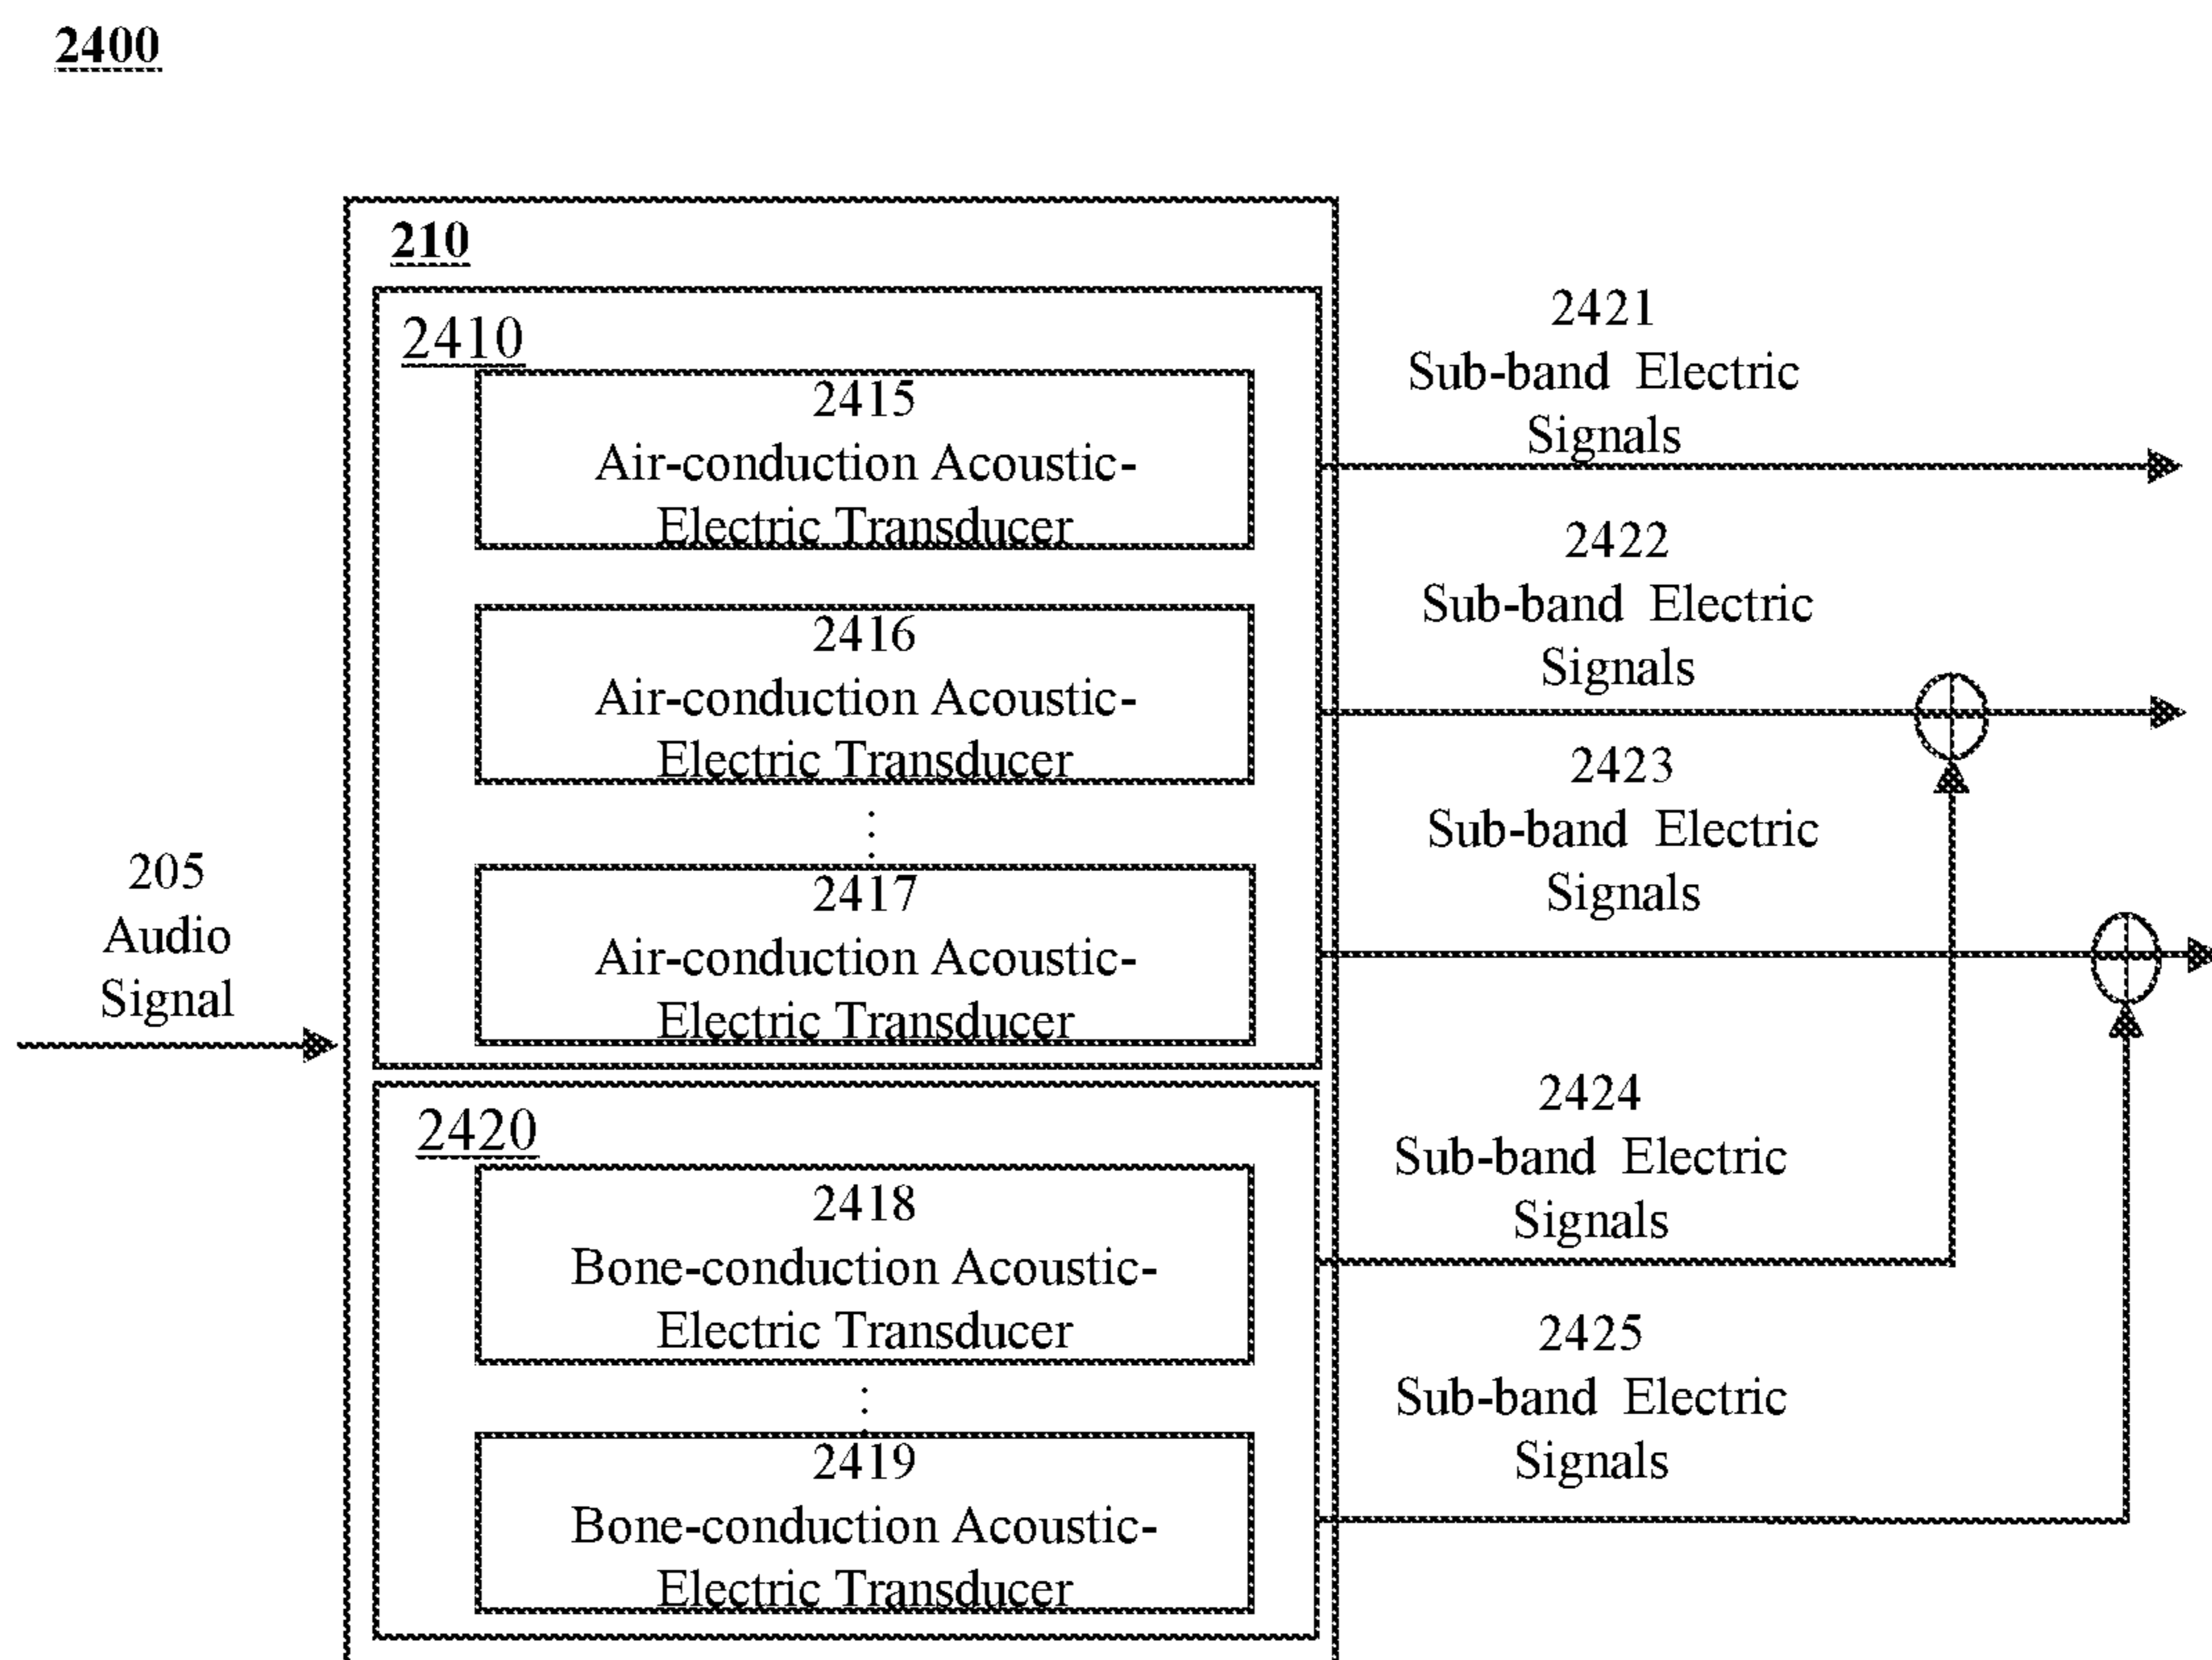 2400
210
2410
2415
Air-conduction Acoustic-
Electric Transducer
2416
Air-conduction Acoustic-
Electric Transducer
2417
Air-conduction Acoustic-
Electric Transducer
205
Audio
Signal
2420
2418
Bone-conduction Acoustic-
Electric Transducer
2419
Bone-conduction Acoustic-
Electric Transducer
2421
Sub-band Electric
Signals
2422
Sub-band Electric
Signals
2423
Sub-band Electric
Signals
2424
Sub-band Electric
Signals
2425
Sub-band Electric
Signals